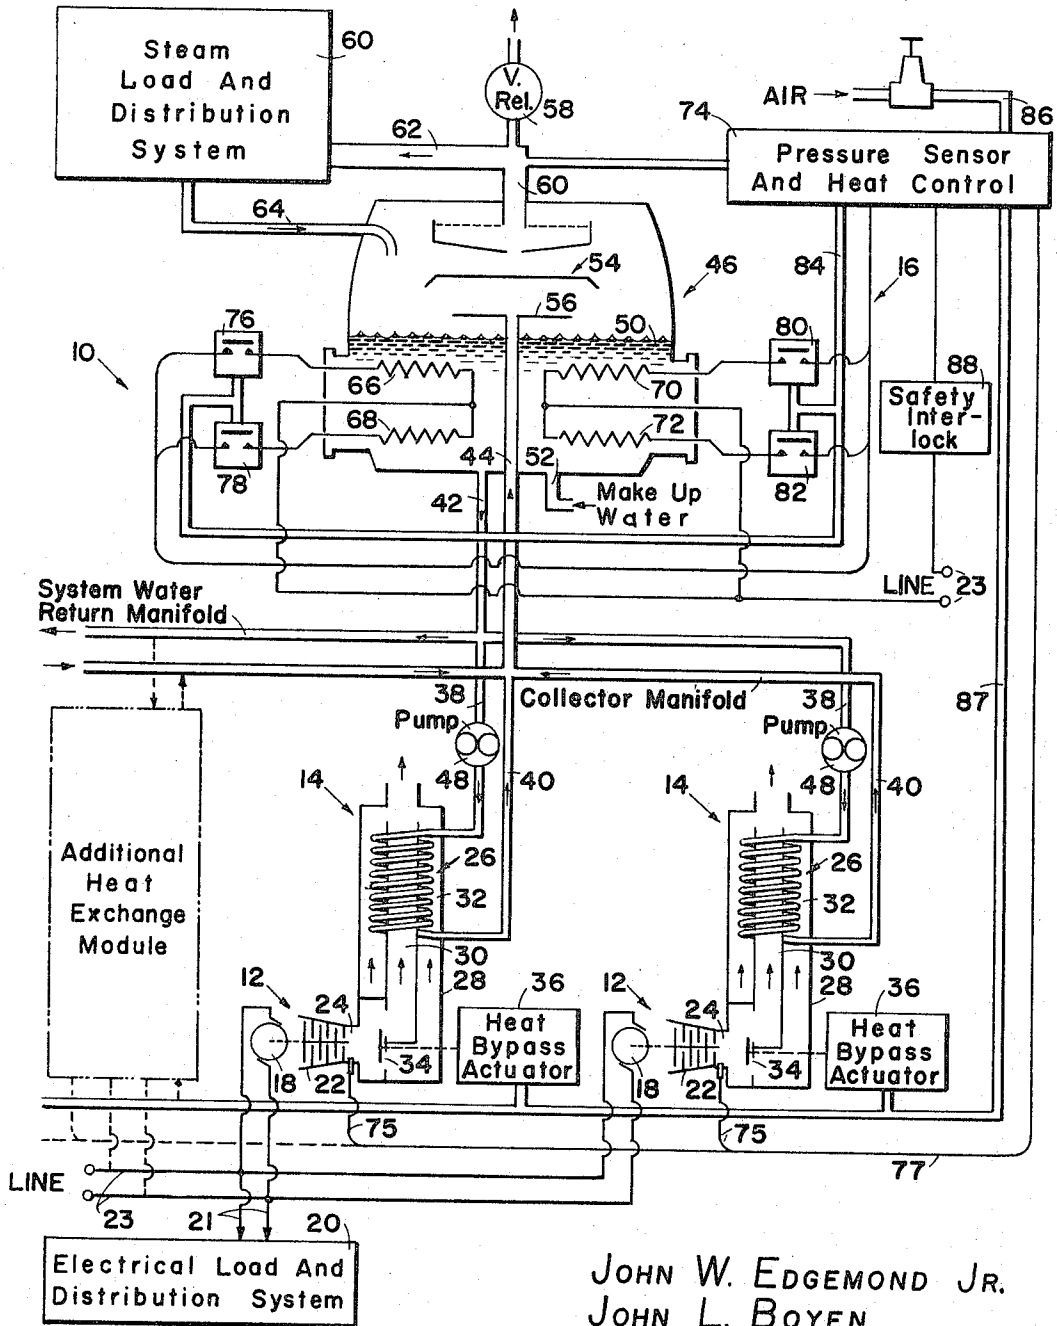 Steam
Load And
Distribution
System
60
V.
Rel.
58
AIR
86
74
Pressure Sensor
And Heat Control
62
60
64
54
46
84
16
56
50
76
80
10
66
70
88
Safety
Inter-
lock
68
72
44
52
78
82
42
Make Up
Water
System Water
Return Manifold
LINE
23
38
Collector Manifold
38
87
Pump
Pump
48
40
48
40
14
14
Additional
Heat
Exchange
Module
26
26
32
32
30
30
28
28
12
36
12
36
24
24
Heat
Bypass
Actuator
Heat
Bypass
Actuator
18
22
34
18
22
34
75
75
77
LINE
23
21
20
Electrical Load And
Distribution System
JOHN W. EDGEMOND JR.
JOHN L. BOYEN